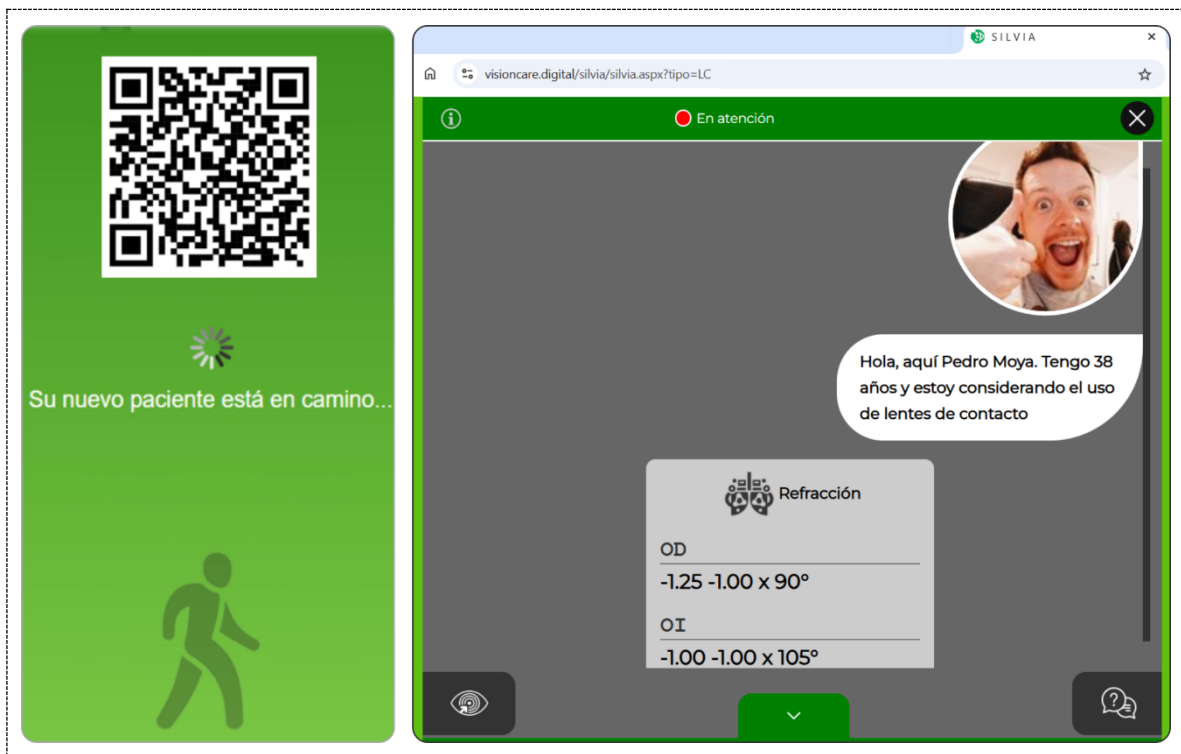 Su nuevo paciente está en camino...
SILVIA
visioncare.digital/silvia/silvia.aspx?tipo=LC
En atención
Hola, aquí Pedro Moya. Tengo 38
años y estoy considerando el uso
de lentes de contacto
Refracción
OD
-1.25 -1.00 x 90°
OI
-1.00 -1.00 x 105°